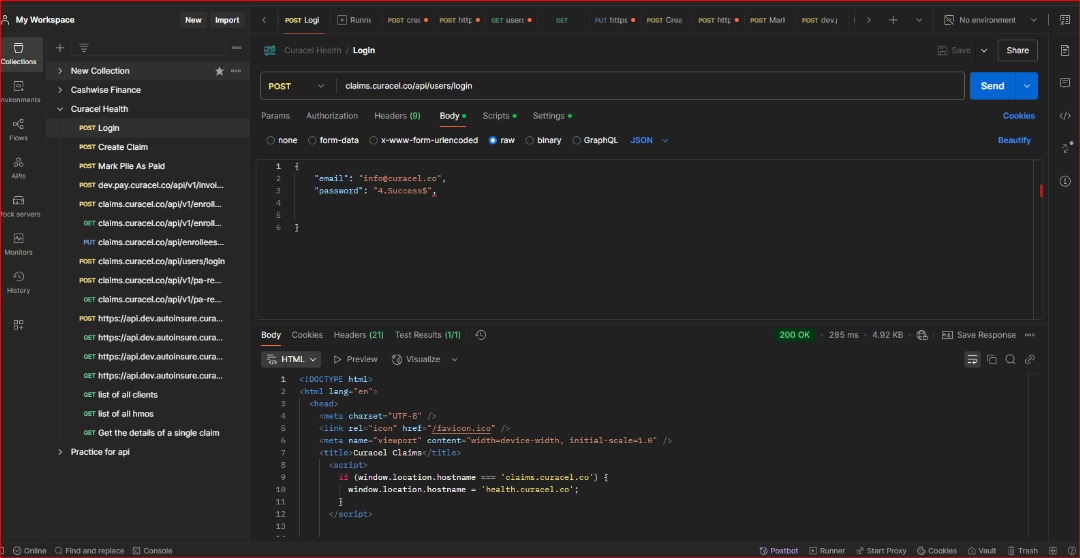 My Workspace
New
Import
POST Logi
Runne
POST crea
POST http
GET users
GET
PUT https
POST Crea
POST http
POST Mark
POST dev.p
No environment
Collections
New Collection
Cashwise Finance
Curacel Health
POST Login
POST Create Claim
POST Mark Pile As Paid
POST dev.pay.curacel.co/api/v1/invoi...
POST claims.curacel.co/api/v1/enroll...
GET claims.curacel.co/api/v1/enroll...
PUT claims.curacel.co/api/enrollees...
POST claims.curacel.co/api/users/login
POST claims.curacel.co/api/v1/pa-re...
GET claims.curacel.co/api/v1/pa-re...
POST https://api.dev.autoinsure.cura...
GET https://api.dev.autoinsure.cura...
GET https://api.dev.autoinsure.cura...
GET https://api.dev.autoinsure.cura...
GET list of all clients
GET list of all hmos
GET Get the details of a single claim
Practice for api
nvironments
Flows
APIs
tock servers
Monitors
History
Curacel Health / Login
Save
Share
POST
claims.curacel.co/api/users/login
Send
Params
Authorization
Headers (9)
Body
Scripts
Settings
Cookies
none
form-data
x-www-form-urlencoded
raw
binary
GraphQL
JSON
Beautify
1 {
2 "email": "info@curacel.co",
3 "password": "4.Success$",
4
5
6 }
Body
Cookies
Headers (21)
Test Results (1/1)
200 OK
285 ms
4.92 KB
Save Response
HTML
Preview
Visualize
1 <!DOCTYPE html>
2 <html lang="en">
3 <head>
4 <meta charset="UTF-8" />
5 <link rel="icon" href="/favicon.ico" />
6 <meta name="viewport" content="width=device-width, initial-scale=1.0" />
7 <title>Curacel Claims</title>
8 <script>
9 if (window.location.hostname === 'claims.curacel.co') {
10 window.location.hostname = 'health.curacel.co';
11 }
12 </script>
13
Online
Find and replace
Console
Postbot
Runner
Start Proxy
Cookies
Vault
Trash